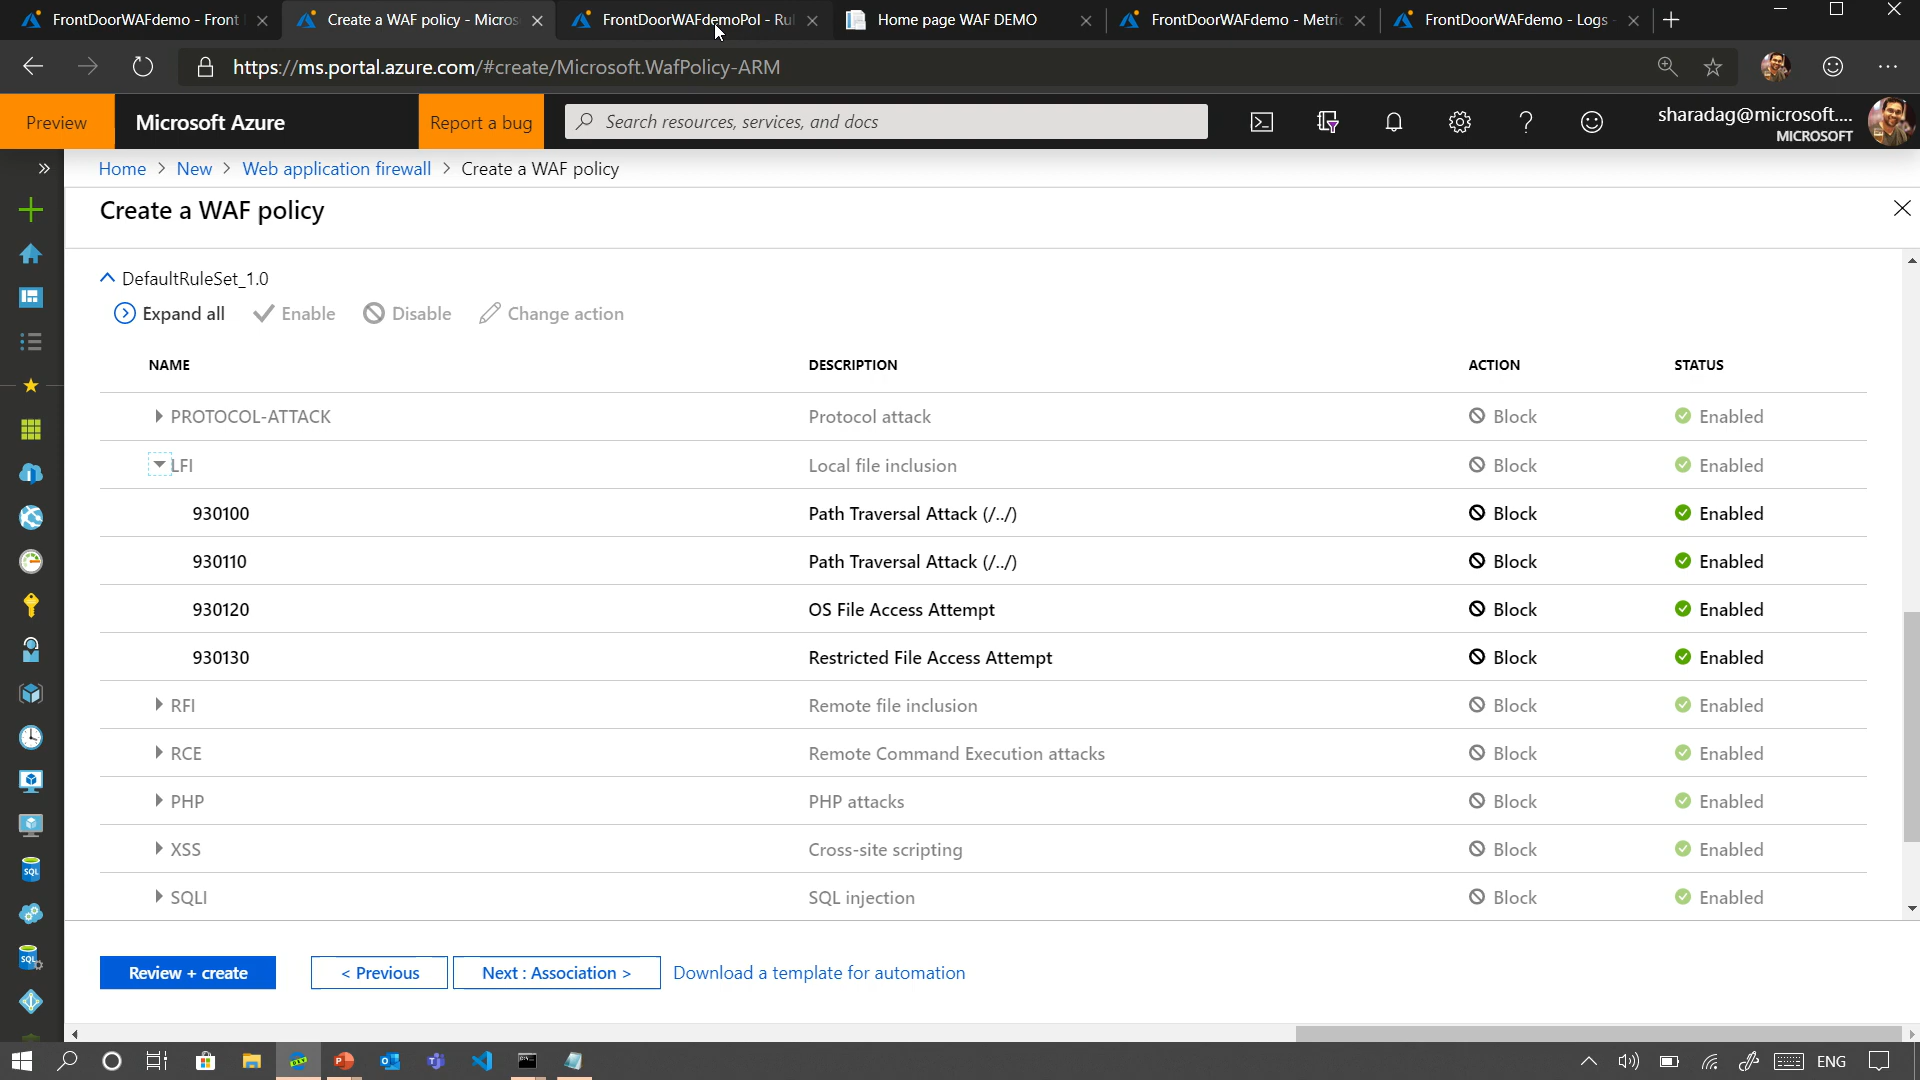 FrontDoorWAFdemo - Front
Create a WAF policy - Micros
FrontDoorWAFdemoPol - Rul
Home page WAF DEMO
FrontDoorWAFdemo - Metric
FrontDoorWAFdemo - Logs -
https://ms.portal.azure.com/#create/Microsoft.WafPolicy-ARM
Preview
Microsoft Azure
Report a bug
Search resources, services, and docs
sharadag@microsoft....
MICROSOFT
Home > New > Web application firewall > Create a WAF policy
Create a WAF policy
DefaultRuleSet_1.0
Expand all Enable Disable Change action
NAME DESCRIPTION ACTION STATUS
PROTOCOL-ATTACK Protocol attack Block Enabled
LFI Local file inclusion Block Enabled
930100 Path Traversal Attack (/../) Block Enabled
930110 Path Traversal Attack (/../) Block Enabled
930120 OS File Access Attempt Block Enabled
930130 Restricted File Access Attempt Block Enabled
RFI Remote file inclusion Block Enabled
RCE Remote Command Execution attacks Block Enabled
PHP PHP attacks Block Enabled
XSS Cross-site scripting Block Enabled
SQLI SQL injection Block Enabled
Review + create
< Previous
Next : Association >
Download a template for automation
SQL
SQL
ENG